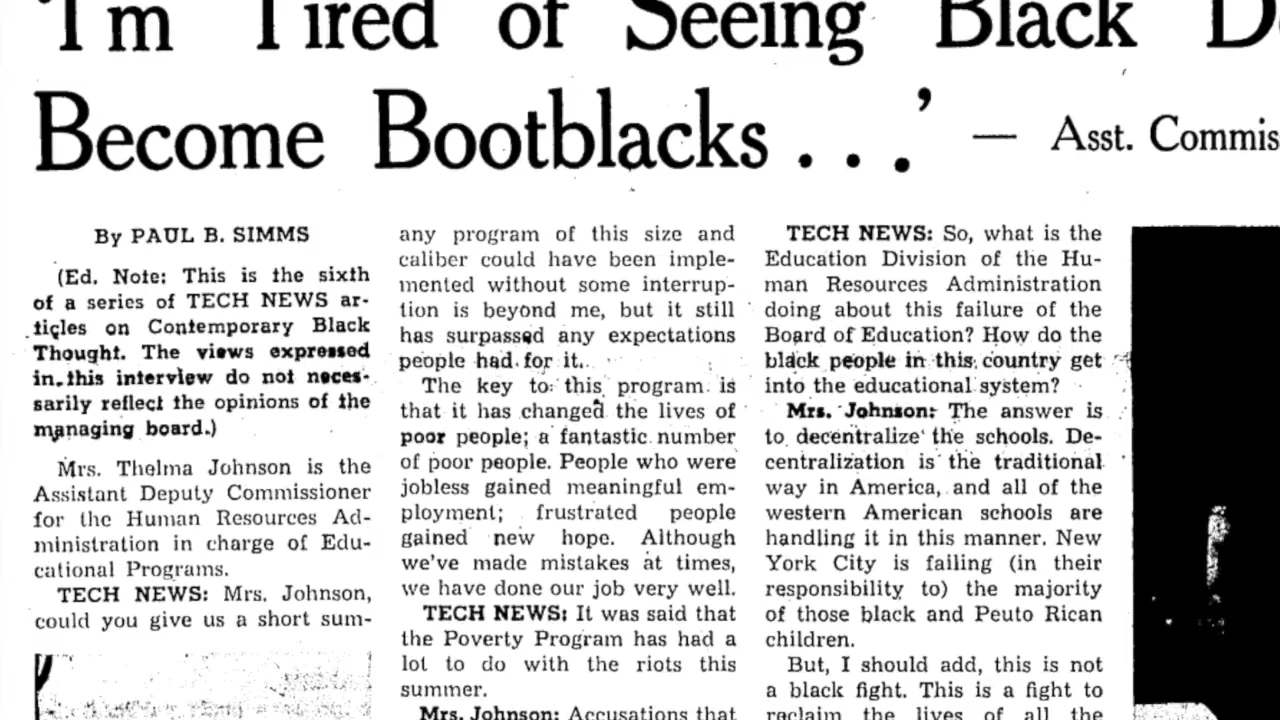 'I'm Tired of Seeing Black
Become Bootblacks . . .' — Asst.
By PAUL B. SIMMS
(Ed. Note: This is the sixth
of a series of TECH NEWS ar-
ticles on Contemporary Black
Thought. The views expressed
in this interview do not neces-
sarily reflect the opinions of the
managing board.)
Mrs. Thelma Johnson is the
Assistant Deputy Commissioner
for the Human Resources Ad-
ministration in charge of Edu-
cational Programs.
TECH NEWS: Mrs. Johnson,
could you give us a short sum-
any program of this size and
caliber could have been imple-
mented without some interrup-
tion is beyond me, but it still
has surpassed any expectations
people had for it.
The key to this program is
that it has changed the lives of
poor people; a fantastic number
of poor people. People who were
jobless gained meaningful em-
ployment; frustrated people
gained new hope. Although
we've made mistakes at times,
we have done our job very well.
TECH NEWS: It was said that
the Poverty Program has had a
lot to do with the riots this
summer.
Mrs. Johnson: Accusations that
TECH NEWS: So, what is the
Education Division of the Hu-
man Resources Administration
doing about this failure of the
Board of Education? How do the
black people in this country get
into the educational system?
Mrs. Johnson: The answer is
to decentralize the schools. De-
centralization is the traditional
way in America, and all of the
western American schools are
handling it in this manner. New
York City is failing (in their
responsibility to) the majority
of those black and Peuto Rican
children.
But, I should add, this is not
a black fight. This is a fight to
reclaim the lives of all the